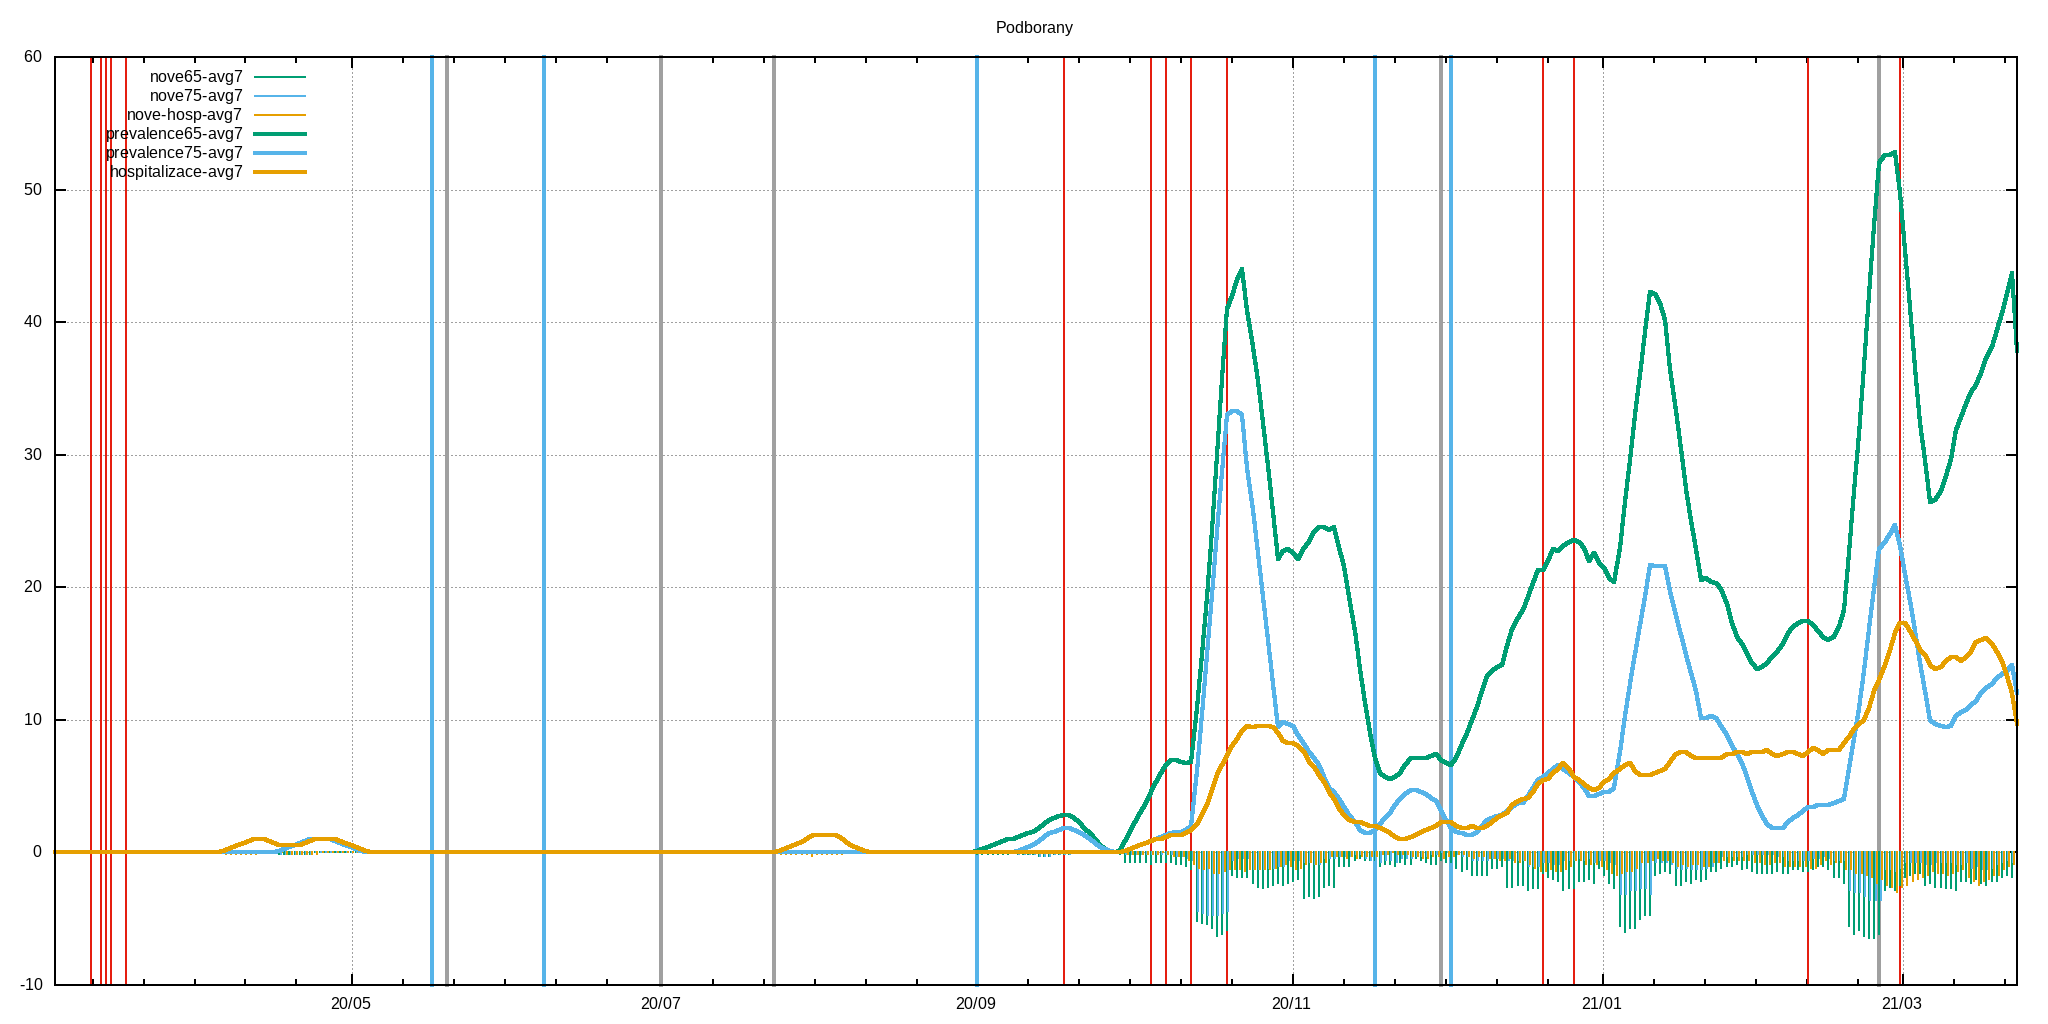 Podborany
60
50
40
30
20
10
0
-10
nove65-avg7
nove75-avg7
nove-hosp-avg7
prevalence65-avg7
prevalence75-avg7
hospitalizace-avg7
20/05 20/07 20/09 20/11 21/01 21/03